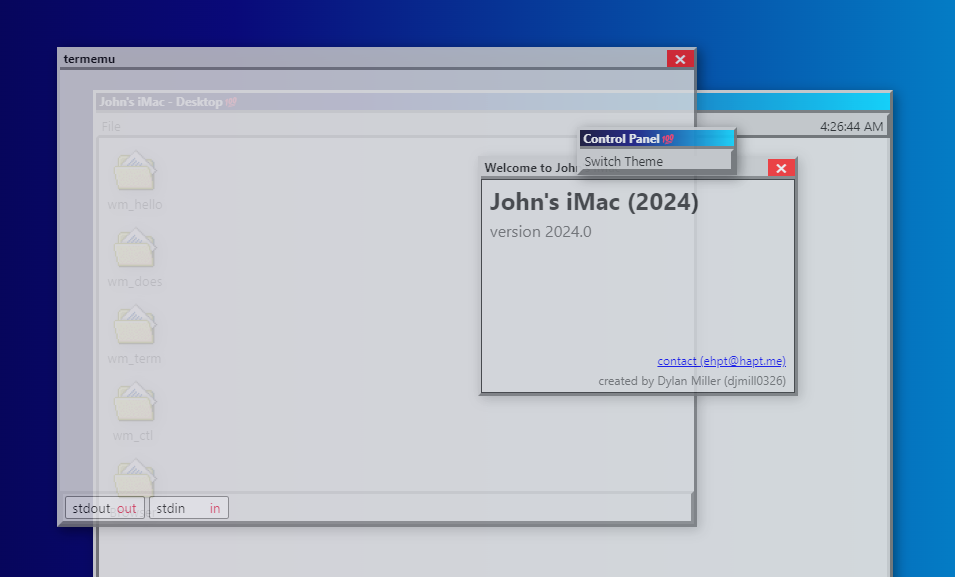 termemu
John's iMac - Desktop 💯
File
4:26:44 AM
Control Panel 💯
Switch Theme
Welcome to John
John's iMac (2024)
version 2024.0
wm_hello
wm_does
wm_term
wm_ctl
contact (ehpt@hapt.me)
created by Dylan Miller (djmill0326)
stdout out stdin in